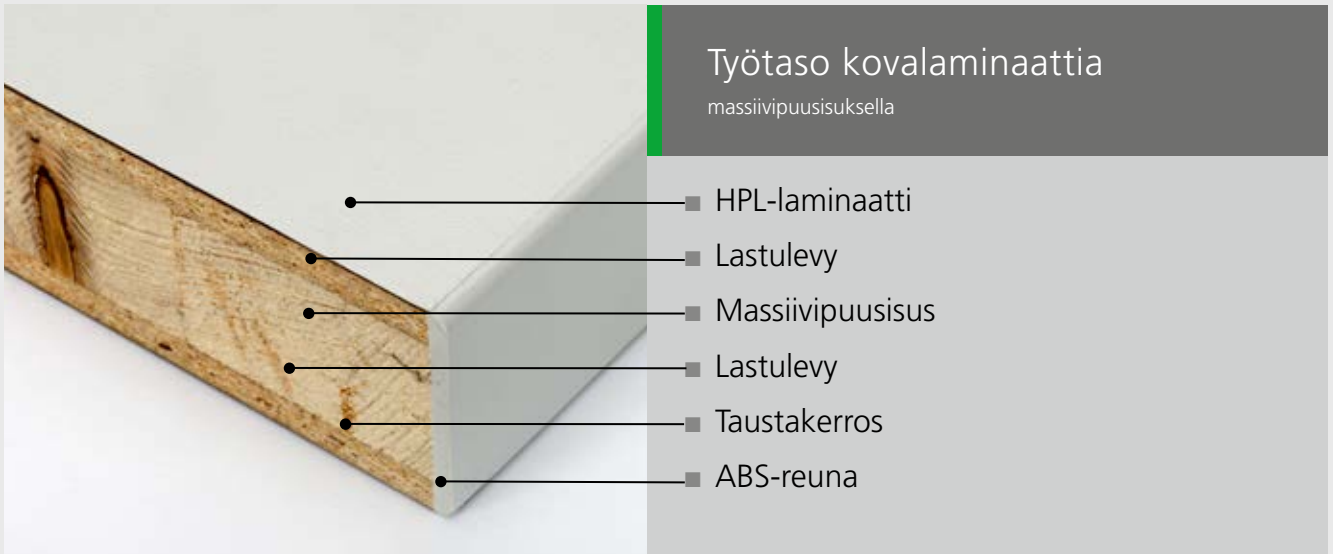 Työtaso kovalaminaattia
massiivipuusisuksella
HPL-laminaatti
Lastulevy
Massiivipuusisus
Lastulevy
Taustakerros
ABS-reuna